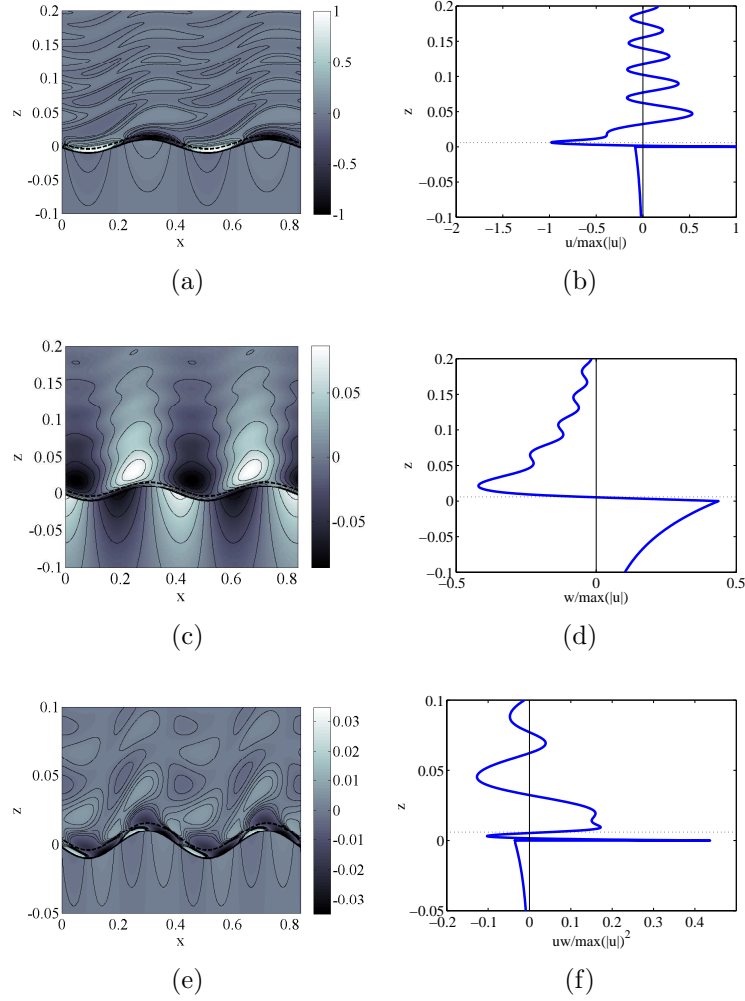 0.2
0.15
0.1
0.05
0
-0.05
-0.1
z
0 0.2 0.4 0.6 0.8
x
1
0.5
0
-0.5
-1
(a)
0.2
0.15
0.1
0.05
0
−0.05
−0.1
z
−2 −1.5 −1 −0.5 0 0.5 1
u/max(|u|)
(b)
0.2
0.15
0.1
0.05
0
-0.05
-0.1
z
0 0.2 0.4 0.6 0.8
x
0.05
0
-0.05
(c)
0.2
0.15
0.1
0.05
0
−0.05
−0.1
z
−0.5 0 0.5
w/max(|u|)
(d)
0.1
0.05
0
-0.05
z
0 0.2 0.4 0.6 0.8
x
0.03
0.02
0.01
0
-0.01
-0.02
-0.03
(e)
0.1
0.05
0
−0.05
z
−0.2 −0.1 0 0.1 0.2 0.3 0.4
uw/max(|u|)²
(f)